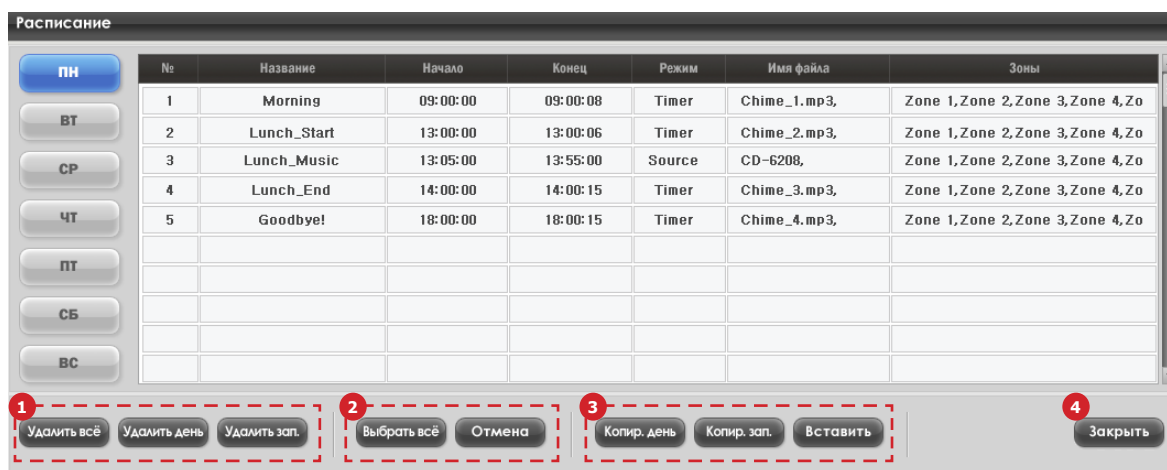 Расписание
ПН
ВТ
СР
ЧТ
ПТ
СБ
ВС
№ Название Начало Конец Режим Имя файла Зоны
1 Morning 09:00:00 09:00:08 Timer Chime_1.mp3, Zone 1,Zone 2,Zone 3,Zone 4,Zo
2 Lunch_Start 13:00:00 13:00:06 Timer Chime_2.mp3, Zone 1,Zone 2,Zone 3,Zone 4,Zo
3 Lunch_Music 13:05:00 13:55:00 Source CD-6208, Zone 1,Zone 2,Zone 3,Zone 4,Zo
4 Lunch_End 14:00:00 14:00:15 Timer Chime_3.mp3, Zone 1,Zone 2,Zone 3,Zone 4,Zo
5 Goodbye! 18:00:00 18:00:15 Timer Chime_4.mp3, Zone 1,Zone 2,Zone 3,Zone 4,Zo
1 2 3 4
Удалить всё Удалить день Удалить зап. Выбрать всё Отмена Копир. день Копир. зап. Вставить Закрыть